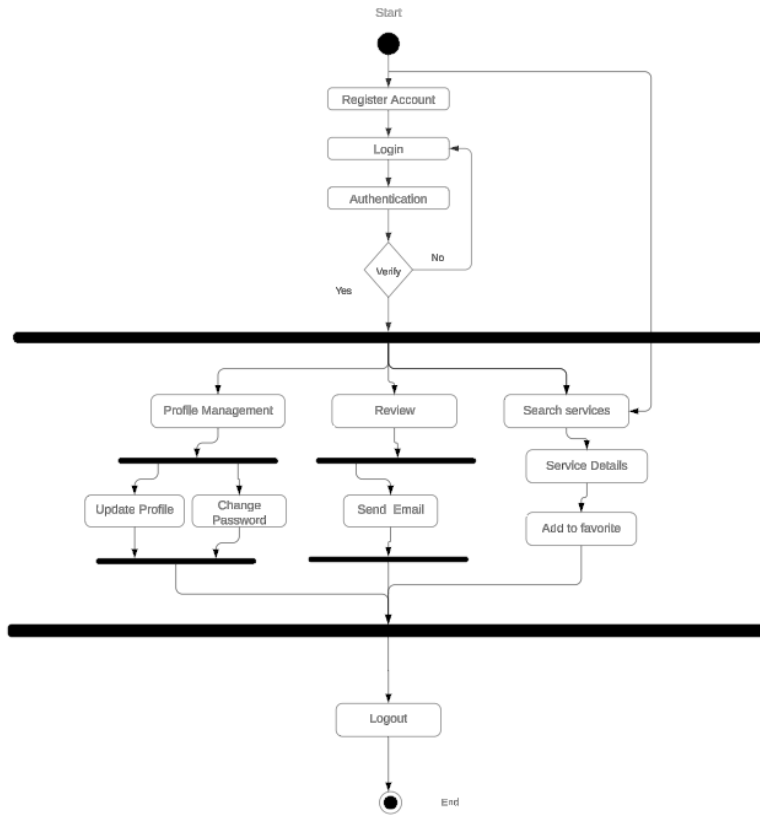 Start
Register Account
Login
Authentication
No
Verify
Yes
Profile Management
Review
Search services
Service Details
Update Profile
Change
Password
Send Email
Add to favorite
Logout
End